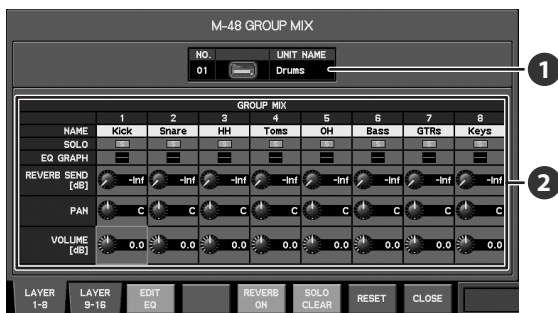 M-48 GROUP MIX
NO. UNIT NAME
01 Drums
1
GROUP MIX
1 2 3 4 5 6 7 8
NAME Kick Snare HH Toms OH Bass GTRs Keys
SOLO S S S S S S S S
EQ GRAPH
REVERB SEND [dB] -Inf -Inf -Inf -Inf -Inf -Inf -Inf -Inf
2
PAN C C C C C C C C
VOLUME [dB] 0.0 0.0 0.0 0.0 0.0 0.0 0.0 0.0
LAYER 1-8 LAYER 9-16 EDIT EQ REVERB ON SOLO CLEAR RESET CLOSE